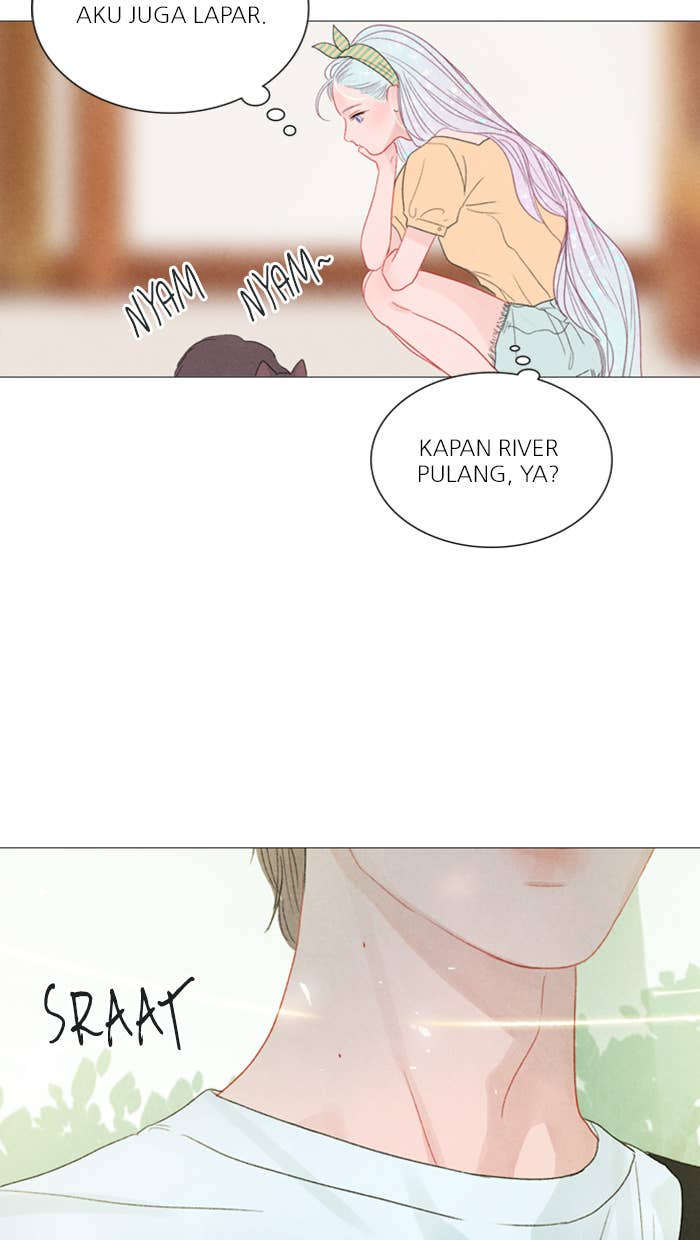 AKU JUGA LAPAR.
NYAM NYAM~
KAPAN RIVER
PULANG, YA?
SRAAT